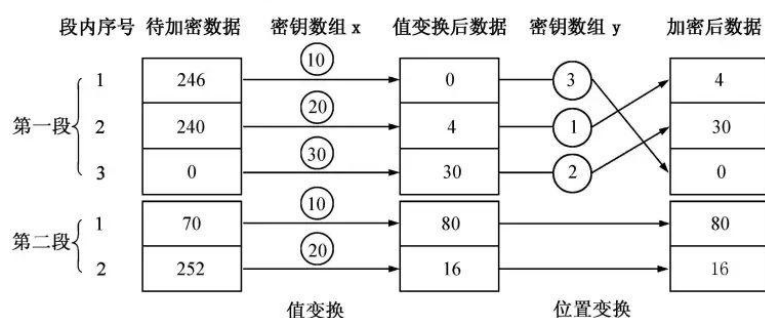 段内序号 待加密数据 密钥数组 x 值变换后数据 密钥数组 y 加密后数据
第一段
1 246 10 0 3 4
2 240 20 4 1 30
3 0 30 30 2 0
第二段
1 70 10 80 80
2 252 20 16 16
值变换 位置变换